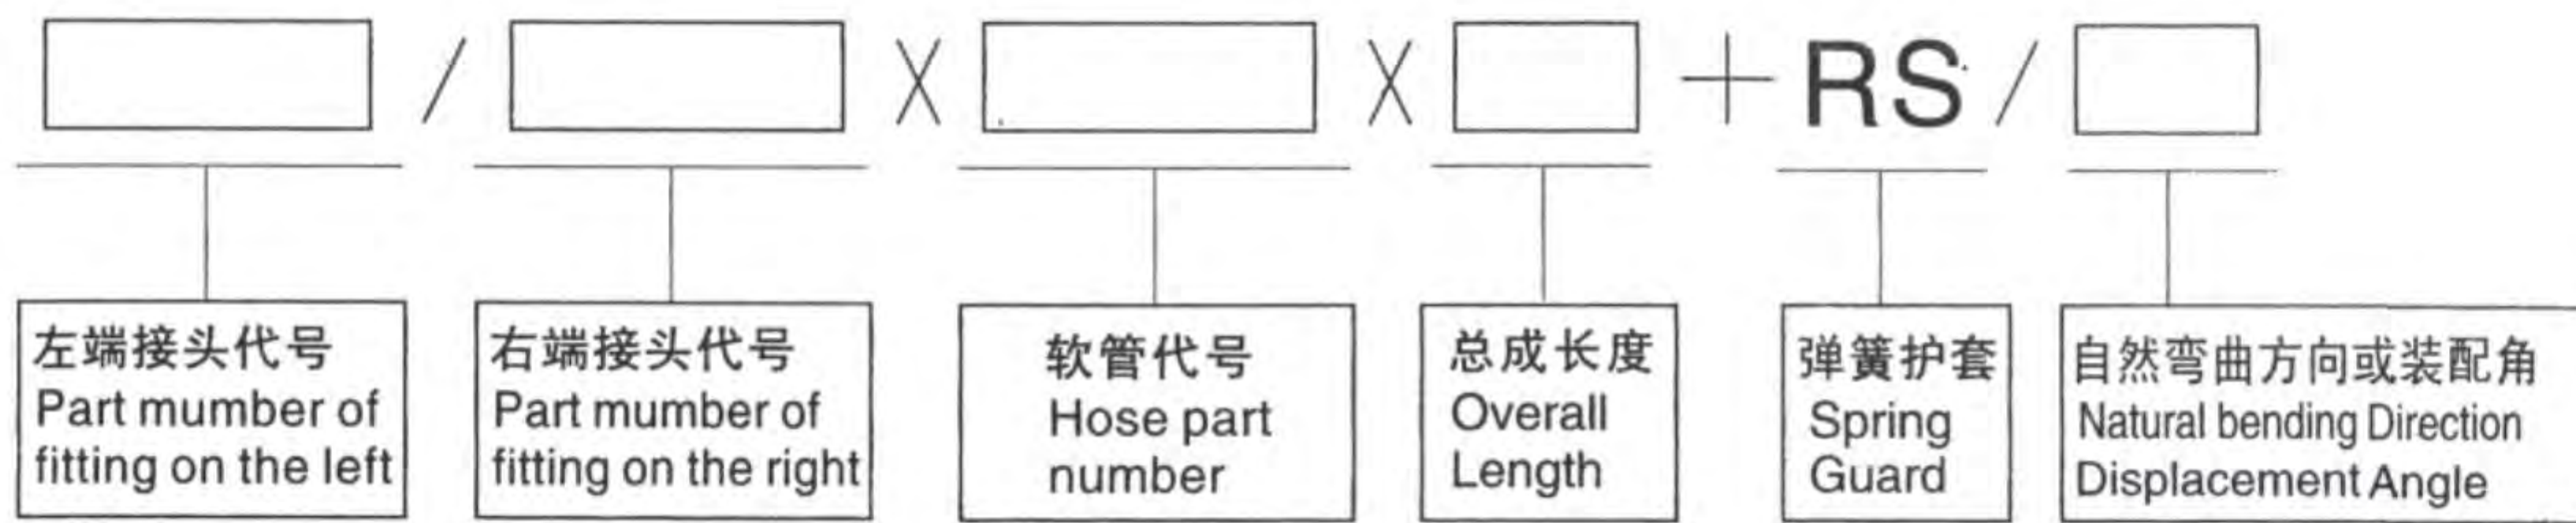 / X X + RS /
左端接头代号
Part mumber of
fitting on the left
右端接头代号
Part mumber of
fitting on the right
软管代号
Hose part
number
总成长度
Overall
Length
弹簧护套
Spring
Guard
自然弯曲方向或装配角
Natural bending Direction
Displacement Angle